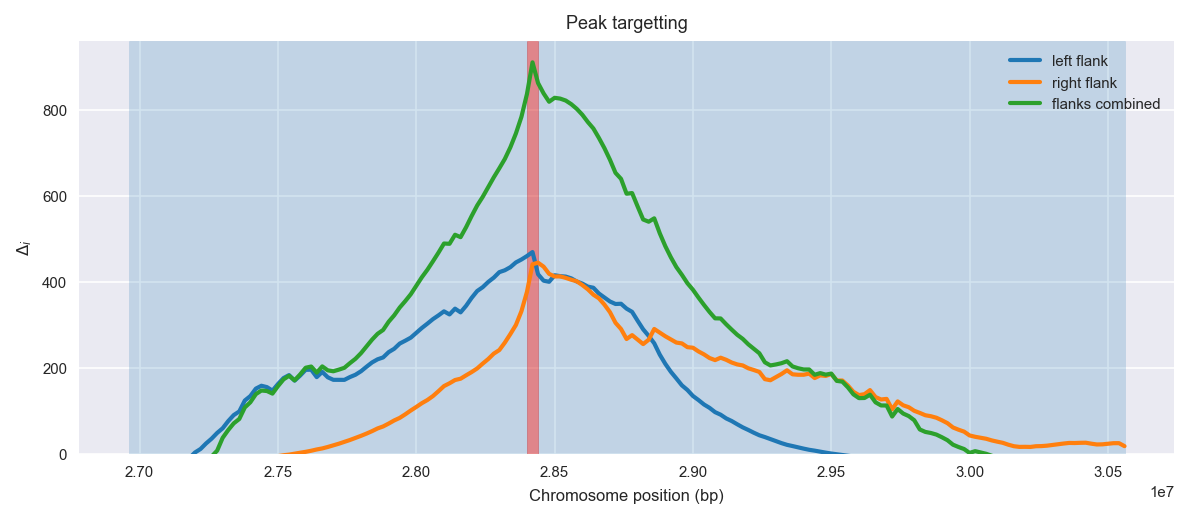 Peak targetting
left flank
right flank
flanks combined
800
600
400
200
0
Δi
2.70
2.75
2.80
2.85
2.90
2.95
3.00
3.05
1e7
Chromosome position (bp)